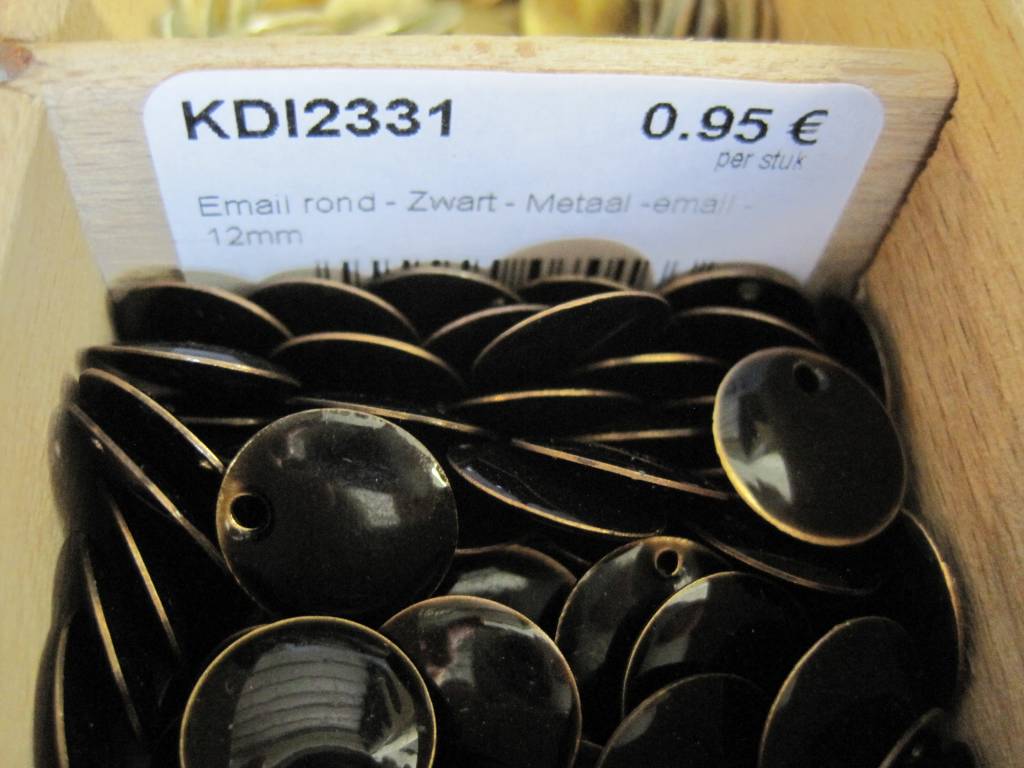 KDI2331 0.95 €
per stuk
Email rond - Zwart - Metaal -email -
12mm